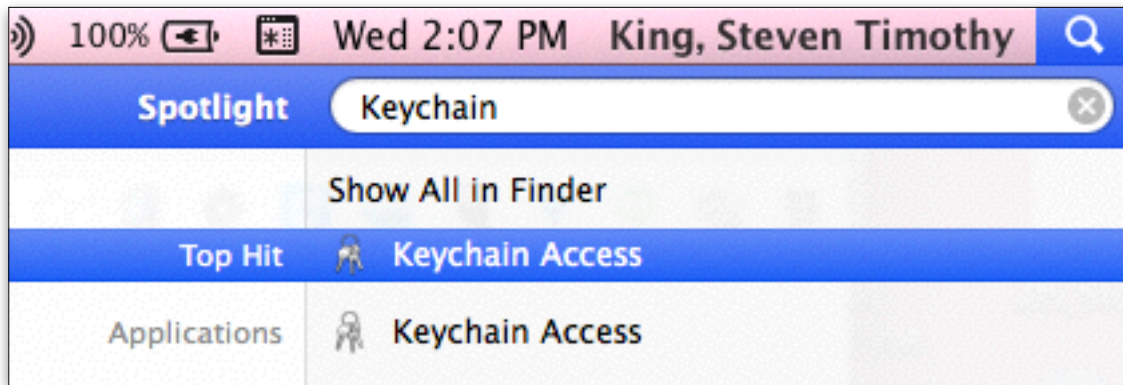 100% Wed 2:07 PM King, Steven Timothy
Spotlight Keychain
Show All in Finder
Top Hit Keychain Access
Applications Keychain Access